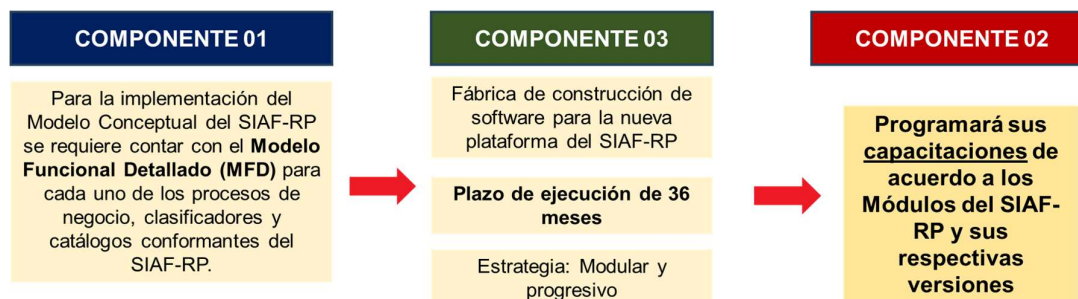 COMPONENTE 01
Para la implementación del
Modelo Conceptual del SIAF-RP
se requiere contar con el Modelo
Funcional Detallado (MFD) para
cada uno de los procesos de
negocio, clasificadores y
catálogos conformantes del
SIAF-RP.
COMPONENTE 03
Fábrica de construcción de
software para la nueva
plataforma del SIAF-RP
Plazo de ejecución de 36
meses
Estrategia: Modular y
progresivo
COMPONENTE 02
Programará sus
capacitaciones de
acuerdo a los
Módulos del SIAF-
RP y sus
respectivas
versiones